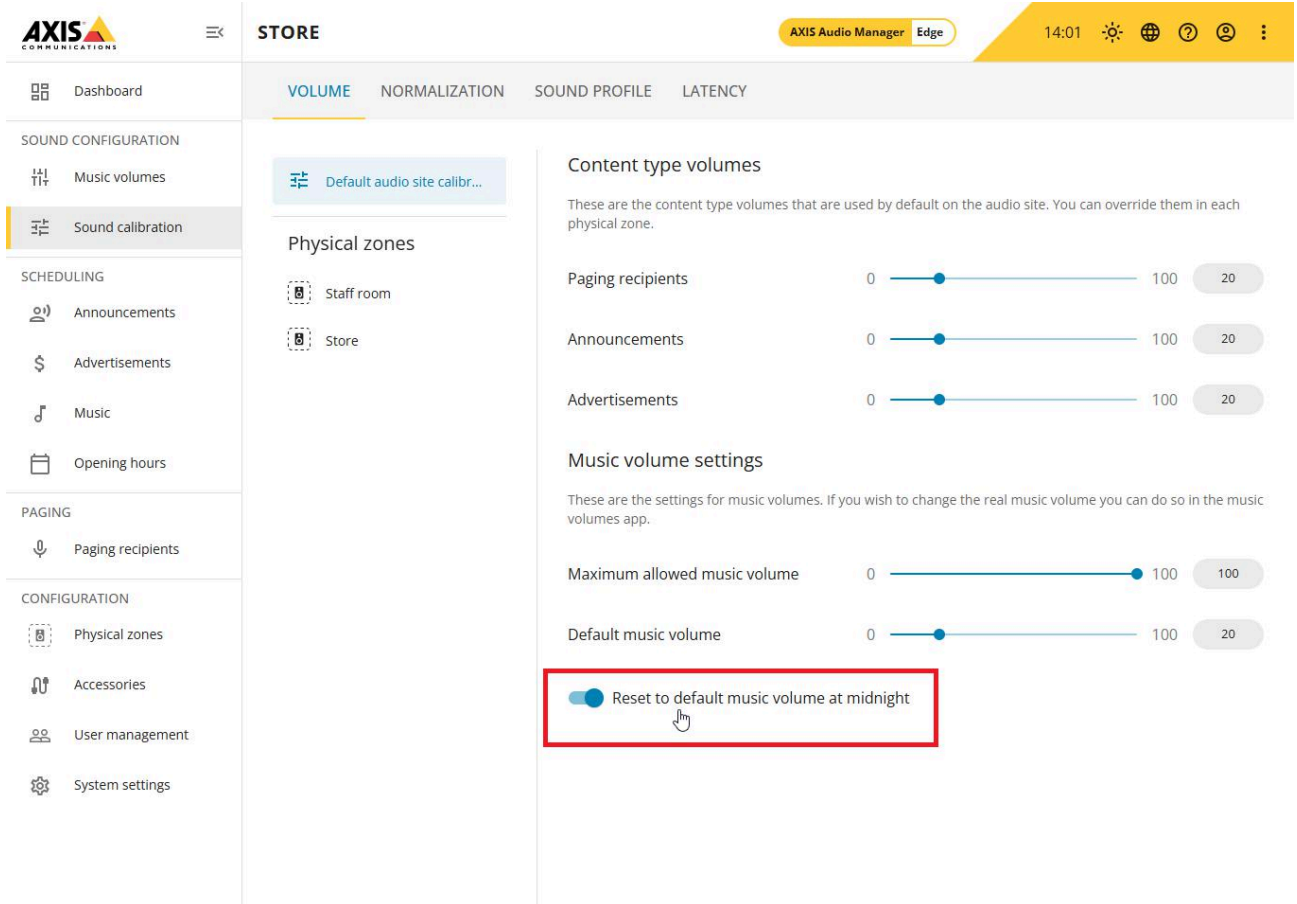 AXIS
COMMUNICATIONS
STORE
AXIS Audio Manager Edge
14:01
Dashboard
SOUND CONFIGURATION
Music volumes
Sound calibration
SCHEDULING
Announcements
Advertisements
Music
Opening hours
PAGING
Paging recipients
CONFIGURATION
Physical zones
Accessories
User management
System settings
VOLUME NORMALIZATION SOUND PROFILE LATENCY
Default audio site calibr...
Physical zones
Staff room
Store
Content type volumes
These are the content type volumes that are used by default on the audio site. You can override them in each
physical zone.
Paging recipients 0 100 20
Announcements 0 100 20
Advertisements 0 100 20
Music volume settings
These are the settings for music volumes. If you wish to change the real music volume you can do so in the music
volumes app.
Maximum allowed music volume 0 100 100
Default music volume 0 100 20
Reset to default music volume at midnight